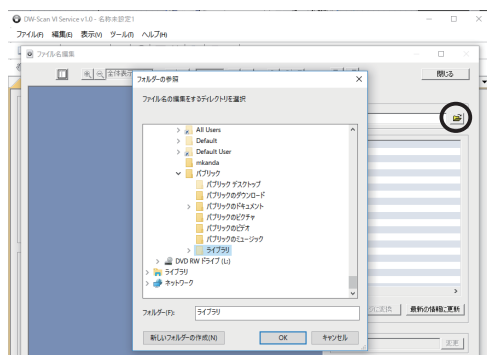 DW-Scan VI Service v1.0 - 名称未設定1
ファイル(F) 編集(E) 表示(V) ツール(T) ヘルプ(H)
ファイル名編集
全体表示
閉じる
フォルダーの参照
ファイル名の編集をするディレクトリを選択
All Users
Default
Default User
mkanda
パブリック
パブリック デスクトップ
パブリックのダウンロード
パブリックのドキュメント
パブリックのピクチャ
パブリックのビデオ
パブリックのミュージック
ライブラリ
DVD RW ドライブ (L:)
ライブラリ
ネットワーク
フォルダー(F): ライブラリ
新しいフォルダーの作成(N) OK キャンセル
に変換 最新の情報に更新
変更